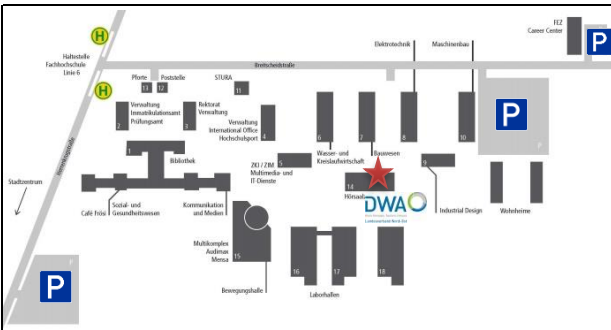 FEZ
Career Center
P
H
Haltestelle
Fachhochschule
Linie 6
Elektrotechnik
Maschinenbau
Breitscheidstraße
H
Pforte
Poststelle
STURA
13
12
11
P
P
Verwaltung
Immatrikulationsamt
Prüfungsamt
Rektorat
Verwaltung
Verwaltung
International Office
Hochschulsport
2
3
4
6
7
8
10
Wasser- und
Kreislaufwirtschaft
Bauwesen
1
Bibliothek
ZKI / ZIM
Multimedia- und
IT-Dienste
5
9
14
Hörsaal
Stadtzentrum
DWA
Café Frösi
Sozial- und
Gesundheitswesen
Kommunikation
und Medien
Industrial Design
Wohnheime
Multikomplex
Audimax
Mensa
15
16
17
18
P
P
Bewegungshalle
Laborhallen